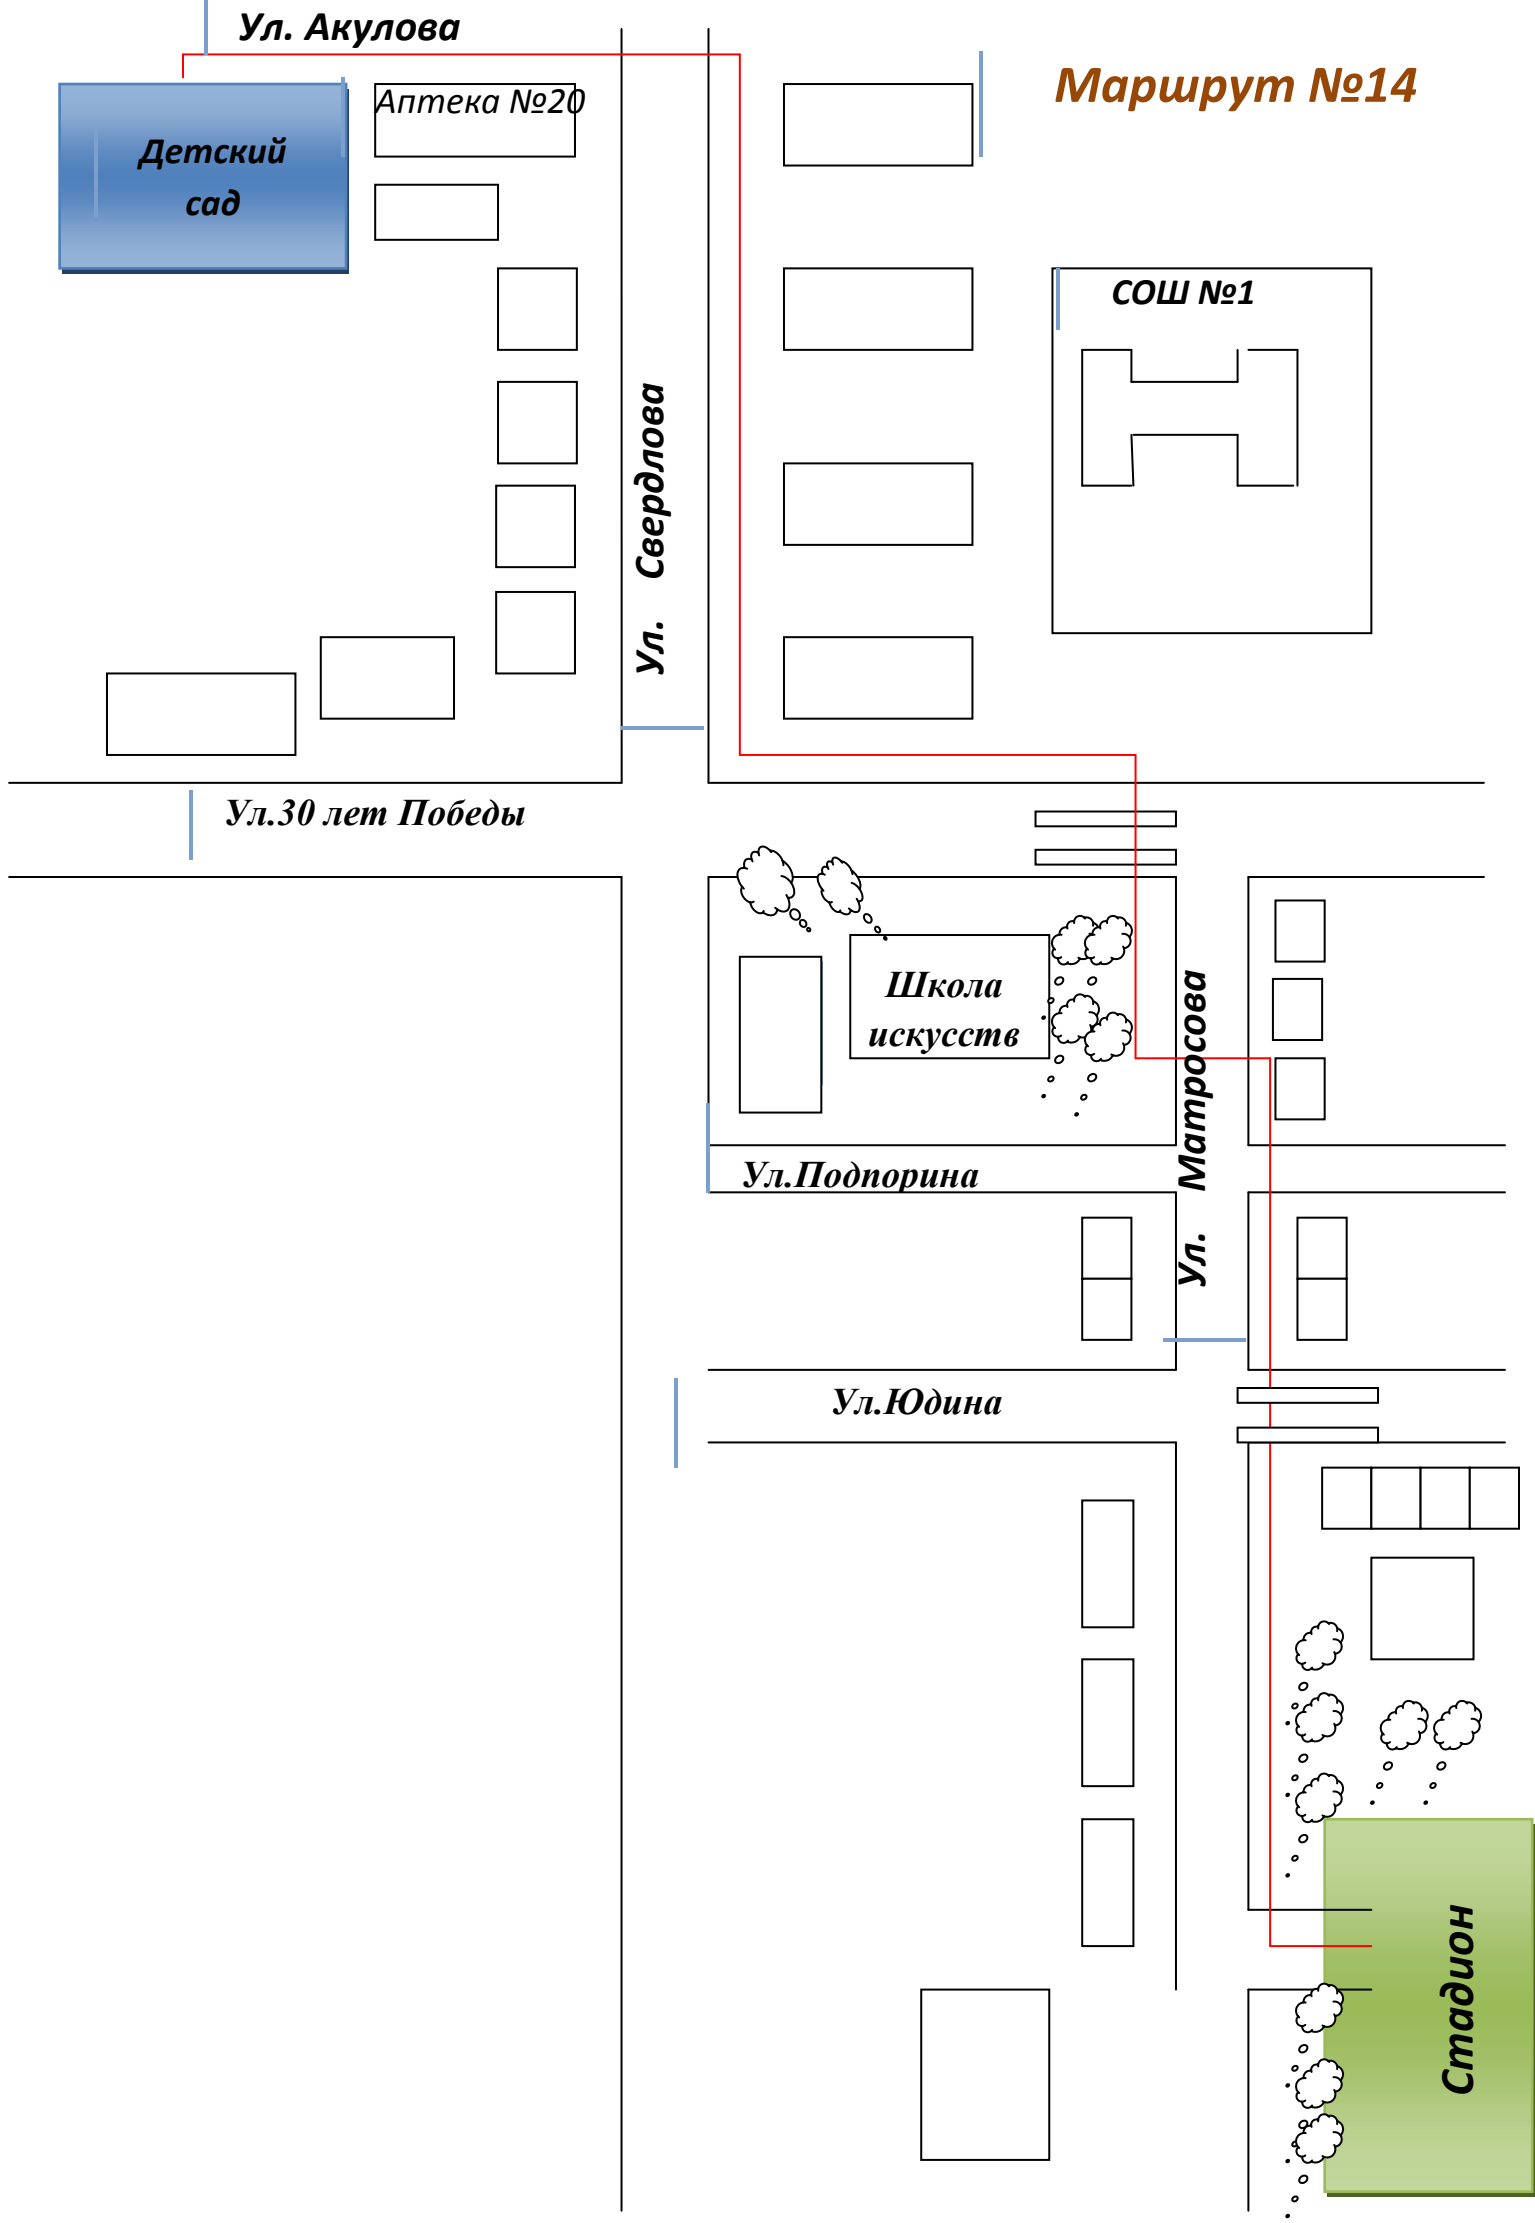 Ул. Акулова
Маршрут №14
Аптека №20
Детский
сад
СОШ №1
Ул. Свердлова
Ул.30 лет Победы
Школа
искусств
Ул. Матросова
Ул.Подпорина
Ул.Юдина
Стадион